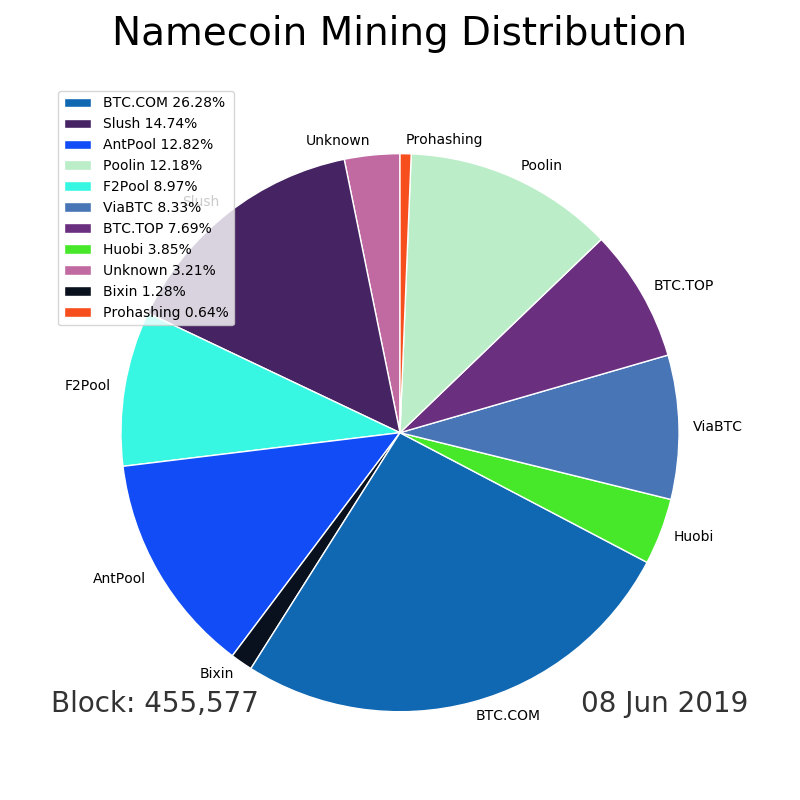 Namecoin Mining Distribution
BTC.COM 26.28%
Slush 14.74%
AntPool 12.82%
Poolin 12.18%
F2Pool 8.97%
ViaBTC 8.33%
BTC.TOP 7.69%
Huobi 3.85%
Unknown 3.21%
Bixin 1.28%
Prohashing 0.64%
Unknown
Prohashing
Poolin
Slush
BTC.TOP
F2Pool
ViaBTC
Huobi
AntPool
Bixin
BTC.COM
Block: 455,577
08 Jun 2019